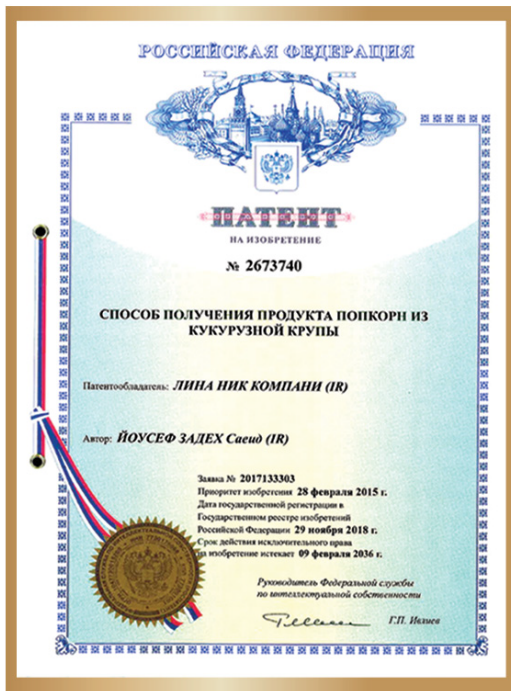 РОССИЙСКАЯ ФЕДЕРАЦИЯ
ПАТЕНТ
НА ИЗОБРЕТЕНИЕ
№ 2673740
СПОСОБ ПОЛУЧЕНИЯ ПРОДУКТА ПОПКОРН ИЗ
КУКУРУЗНОЙ КРУПЫ
Патентообладатель: ЛИНА НИК КОМПАНИ (IR)
Автор: ЙОУСЕФ ЗАДЕХ Саеид (IR)
Заявка № 2017133303
Приоритет изобретения 28 февраля 2015 г.
Дата государственной регистрации в
Государственном реестре изобретений
Российской Федерации 29 ноября 2018 г.
Срок действия исключительного права
на изобретение истекает 09 февраля 2036 г.
Руководитель Федеральной службы
по интеллектуальной собственности
Г.П. Ивлиев